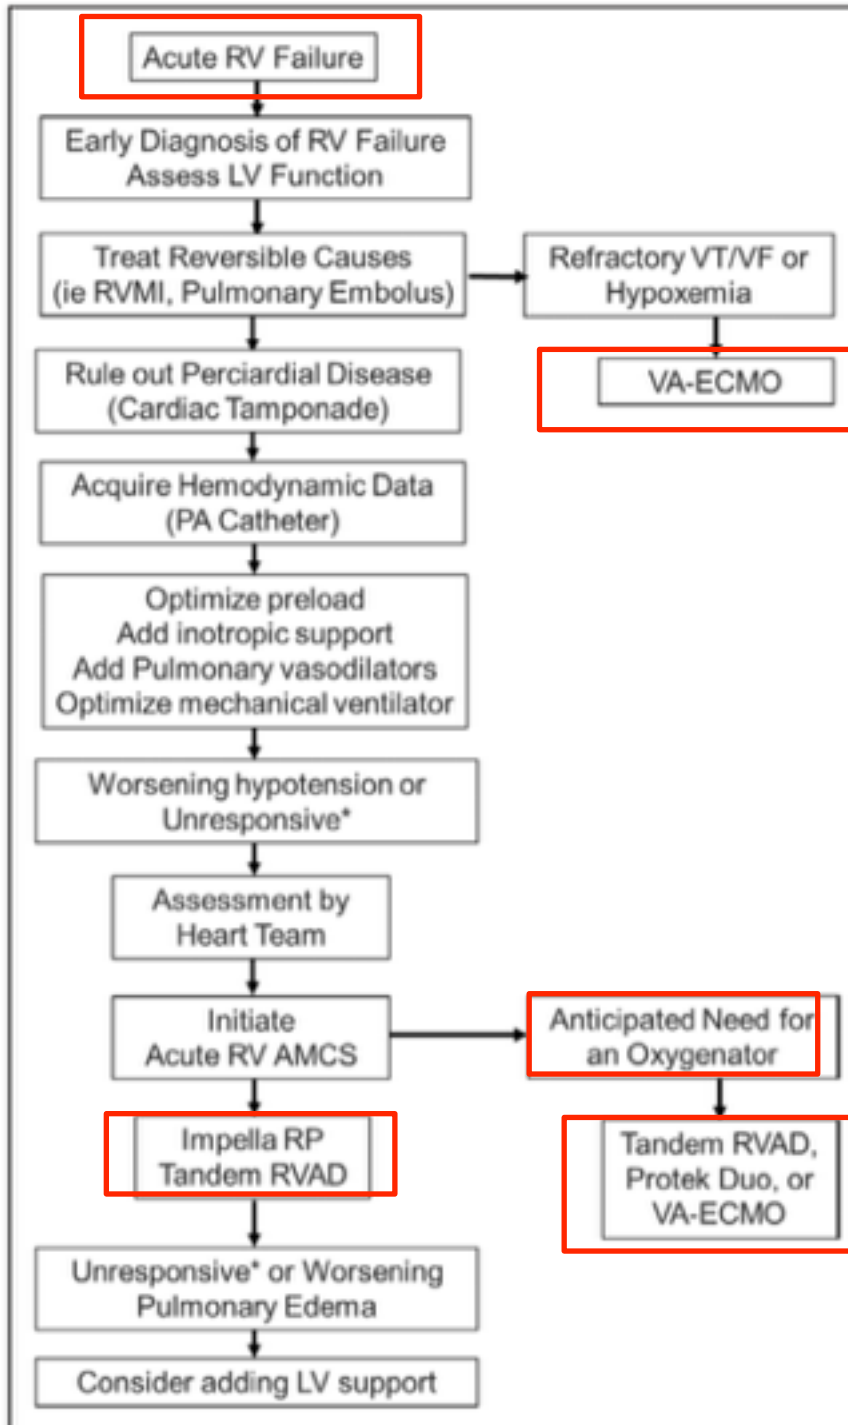 Acute RV Failure
Early Diagnosis of RV Failure
Assess LV Function
Treat Reversible Causes
(ie RVMI, Pulmonary Embolus)
Refractory VT/VF or
Hypoxemia
VA-ECMO
Rule out Perciardial Disease
(Cardiac Tamponade)
Acquire Hemodynamic Data
(PA Catheter)
Optimize preload
Add inotropic support
Add Pulmonary vasodilators
Optimize mechanical ventilator
Worsening hypotension or
Unresponsive*
Assessment by
Heart Team
Initiate
Acute RV AMCS
Anticipated Need for
an Oxygenator
Impella RP
Tandem RVAD
Tandem RVAD,
Protek Duo, or
VA-ECMO
Unresponsive* or Worsening
Pulmonary Edema
Consider adding LV support